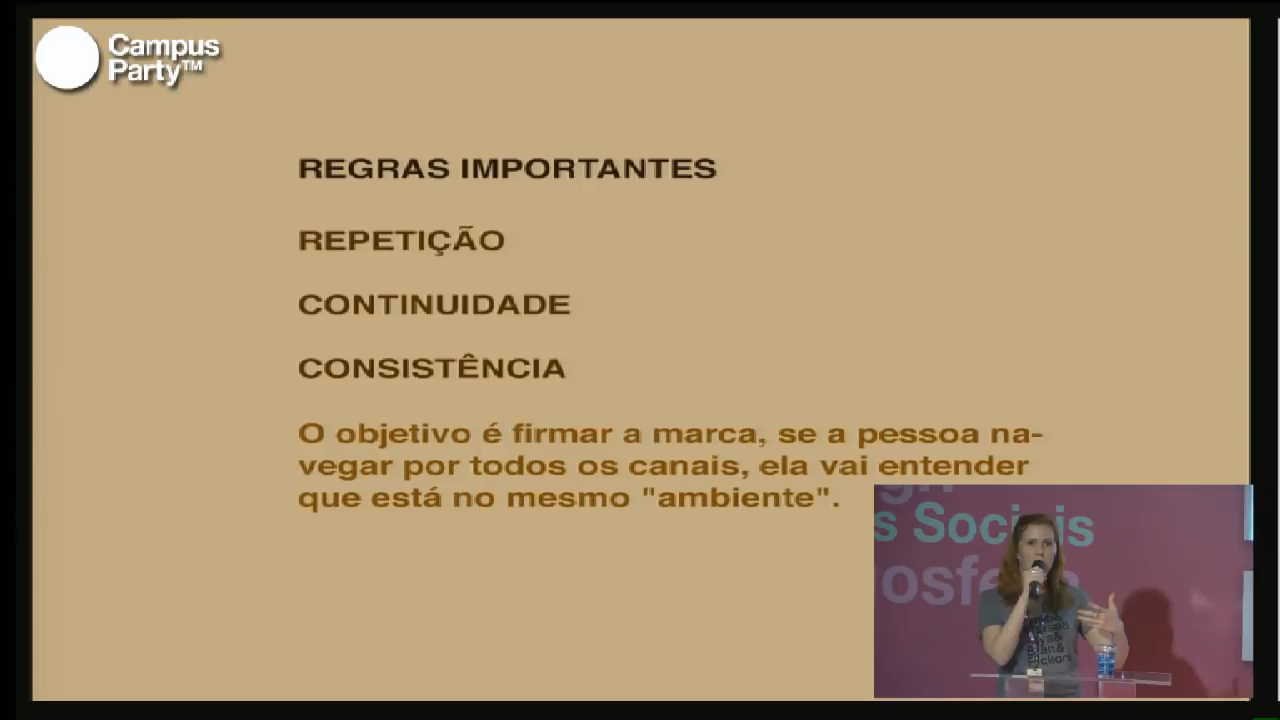 Campus
Party™
REGRAS IMPORTANTES
REPETIÇÃO
CONTINUIDADE
CONSISTÊNCIA
O objetivo é firmar a marca, se a pessoa na-
vegar por todos os canais, ela vai entender
que está no mesmo "ambiente".
s Sociais